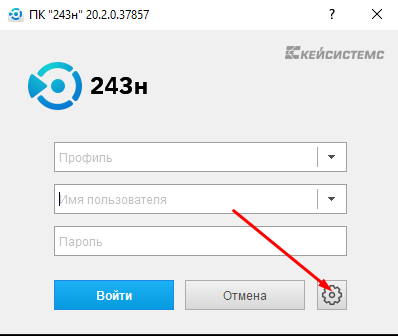 ПК "243н" 20.2.0.37857
?
КЕЙСИСТЕМС
243н
Профиль
Имя пользователя
Пароль
Войти
Отмена